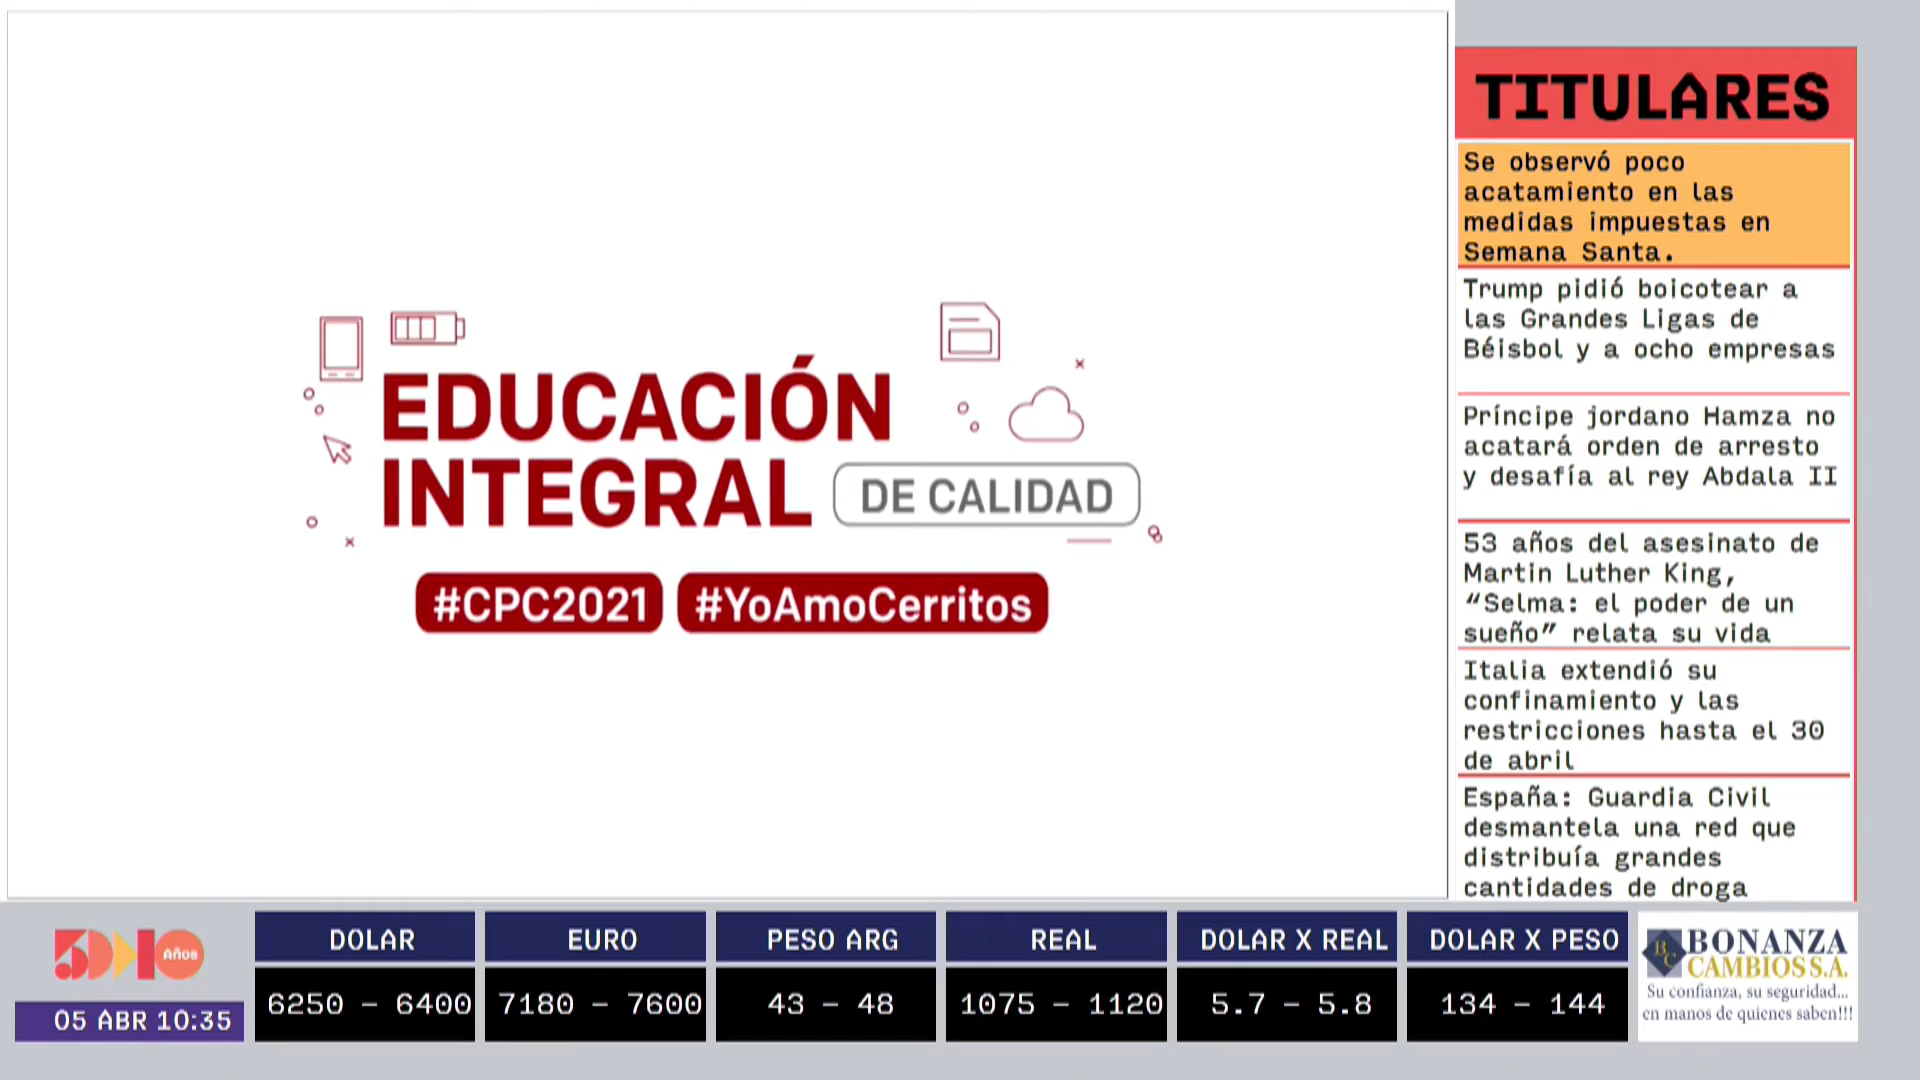 EDUCACIÓN
INTEGRAL DE CALIDAD
#CPC2021 #YoAmoCerritos
TITULARES
Se observó poco
acatamiento en las
medidas impuestas en
Semana Santa.
Trump pidió boicotear a
las Grandes Ligas de
Béisbol y a ocho empresas
Príncipe jordano Hamza no
acatará orden de arresto
y desafía al rey Abdala II
53 años del asesinato de
Martin Luther King,
“Selma: el poder de un
sueño” relata su vida
Italia extendió su
confinamiento y las
restricciones hasta el 30
de abril
España: Guardia Civil
desmantela una red que
distribuía grandes
cantidades de droga
5D10 Años
05 ABR 10:35
DOLAR
6250 – 6400
EURO
7180 – 7600
PESO ARG
43 – 48
REAL
1075 – 1120
DOLAR X REAL
5.7 – 5.8
DOLAR X PESO
134 – 144
BC
BONANZA
CAMBIOS S.A.
Su confianza, su seguridad...
en manos de quienes saben!!!